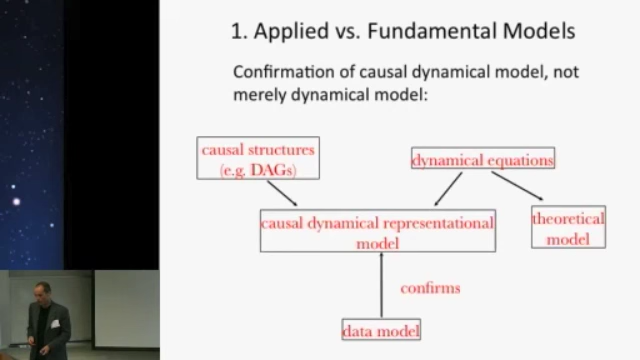 1. Applied vs. Fundamental Models
Confirmation of causal dynamical model, not
merely dynamical model:
causal structures
(e.g. DAGs)
dynamical equations
causal dynamical representational
model
theoretical
model
confirms
data model